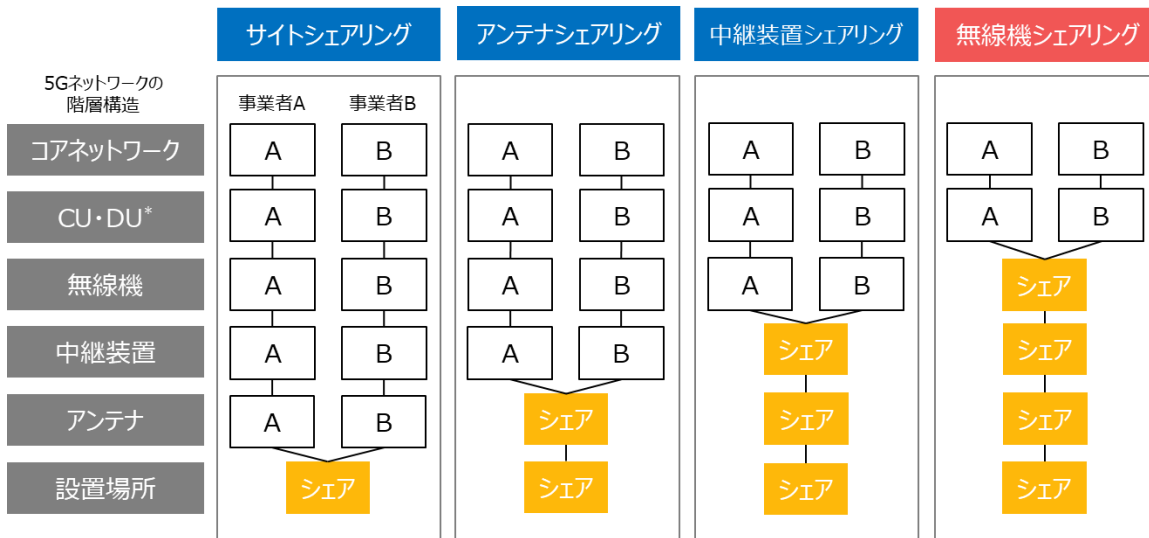 サイトシェアリング アンテナシェアリング 中継装置シェアリング 無線機シェアリング
5Gネットワークの
階層構造
事業者A 事業者B
コアネットワーク A B A B A B A B
CU・DU* A B A B A B A B
無線機 A B A B A B シェア
中継装置 A B A B シェア シェア
アンテナ A B シェア シェア シェア
設置場所 シェア シェア シェア シェア